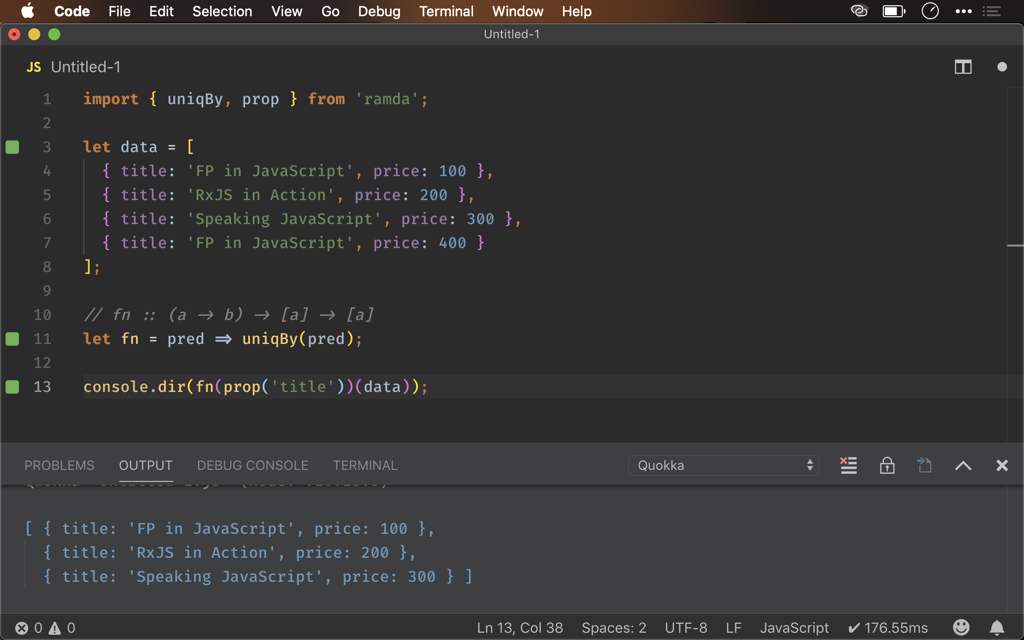 Code File Edit Selection View Go Debug Terminal Window Help
Untitled-1
JS Untitled-1
1 import { uniqBy, prop } from 'ramda';
2
3 let data = [
4 { title: 'FP in JavaScript', price: 100 },
5 { title: 'RxJS in Action', price: 200 },
6 { title: 'Speaking JavaScript', price: 300 },
7 { title: 'FP in JavaScript', price: 400 }
8 ];
9
10 // fn :: (a → b) → [a] → [a]
11 let fn = pred ⇒ uniqBy(pred);
12
13 console.dir(fn(prop('title'))(data));
PROBLEMS OUTPUT DEBUG CONSOLE TERMINAL Quokka
[ { title: 'FP in JavaScript', price: 100 },
{ title: 'RxJS in Action', price: 200 },
{ title: 'Speaking JavaScript', price: 300 } ]
0 0 Ln 13, Col 38 Spaces: 2 UTF-8 LF JavaScript ✔ 176.55ms